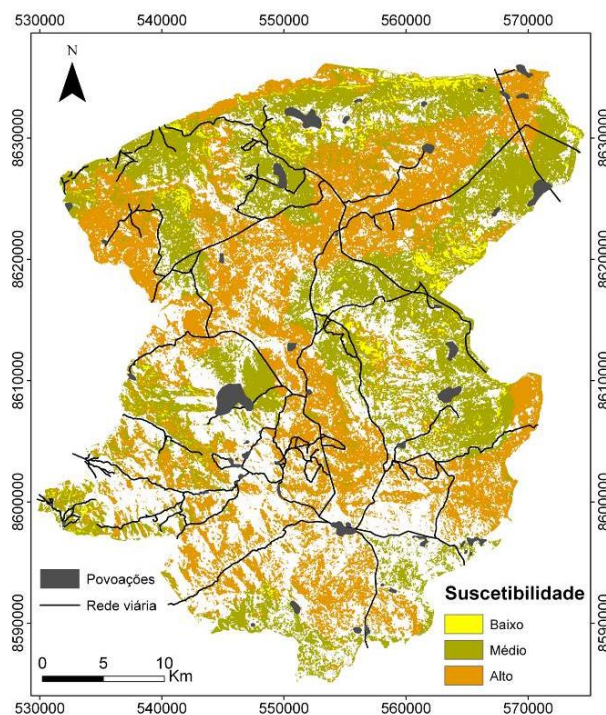 530000 540000 550000 560000 570000
N
8630000 8630000
8620000 8620000
8610000 8610000
8600000 8600000
8590000 8590000
Povoações
Rede viária
Suscetibilidade
Baixo
Médio
Alto
0 5 10
Km
530000 540000 550000 560000 570000